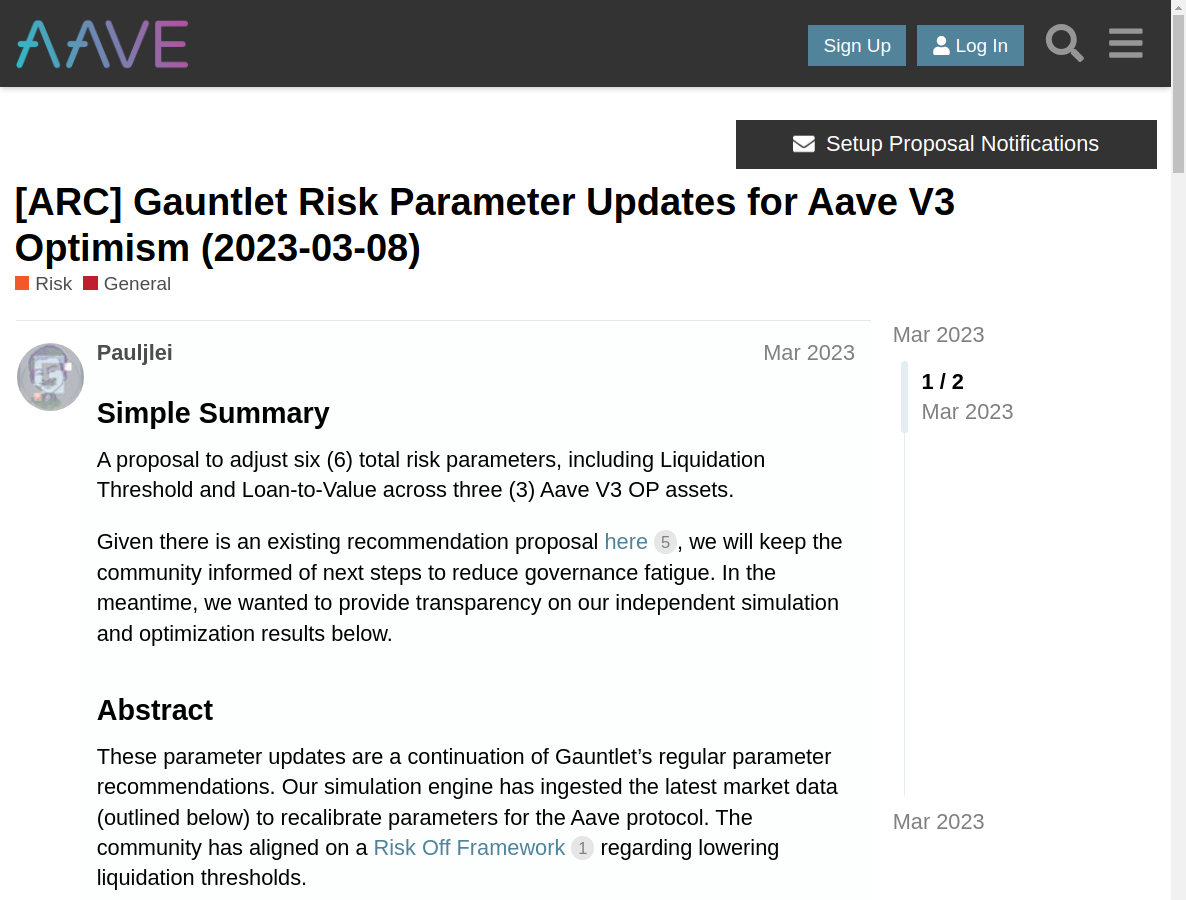 AAVE
Sign Up
Log In
Setup Proposal Notifications
[ARC] Gauntlet Risk Parameter Updates for Aave V3
Optimism (2023-03-08)
Risk General
Pauljlei Mar 2023
Mar 2023
1 / 2
Mar 2023
Simple Summary
A proposal to adjust six (6) total risk parameters, including Liquidation
Threshold and Loan-to-Value across three (3) Aave V3 OP assets.
Given there is an existing recommendation proposal here 5, we will keep the
community informed of next steps to reduce governance fatigue. In the
meantime, we wanted to provide transparency on our independent simulation
and optimization results below.
Abstract
These parameter updates are a continuation of Gauntlet’s regular parameter
recommendations. Our simulation engine has ingested the latest market data
(outlined below) to recalibrate parameters for the Aave protocol. The
community has aligned on a Risk Off Framework 1 regarding lowering
liquidation thresholds.
Mar 2023